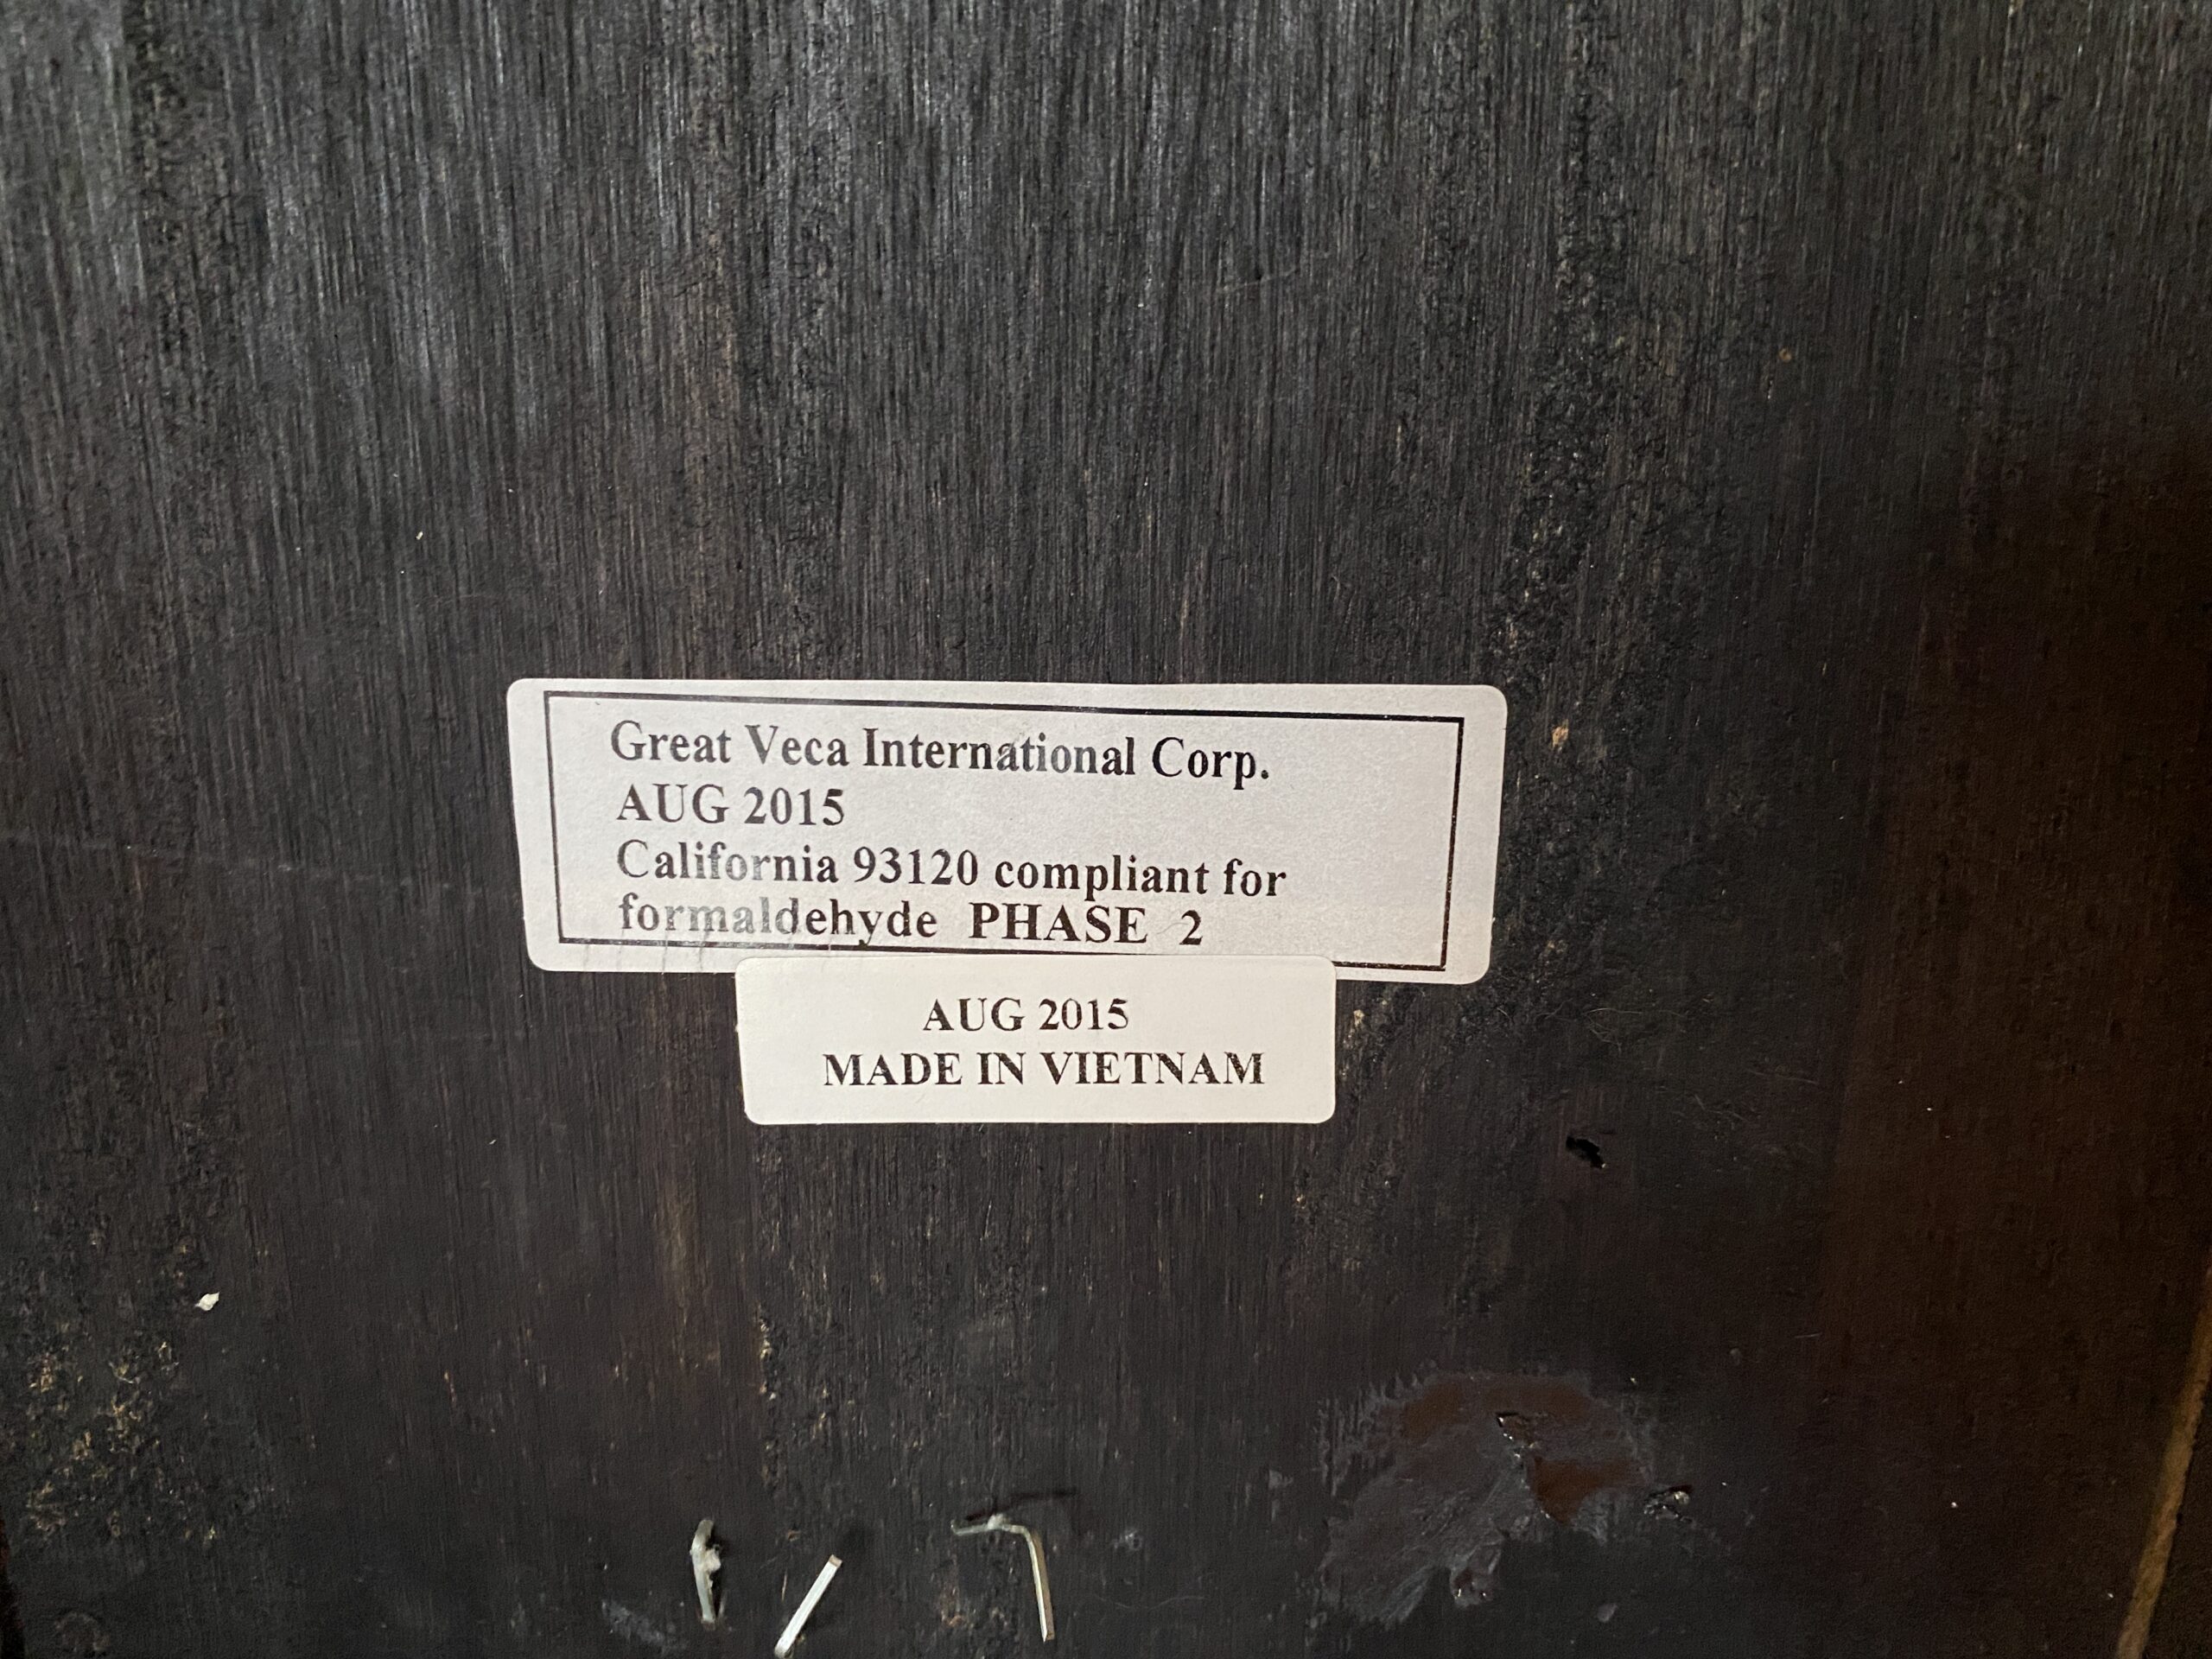 Great Veca International Corp.
AUG 2015
California 93120 compliant for
formaldehyde PHASE 2
AUG 2015
MADE IN VIETNAM